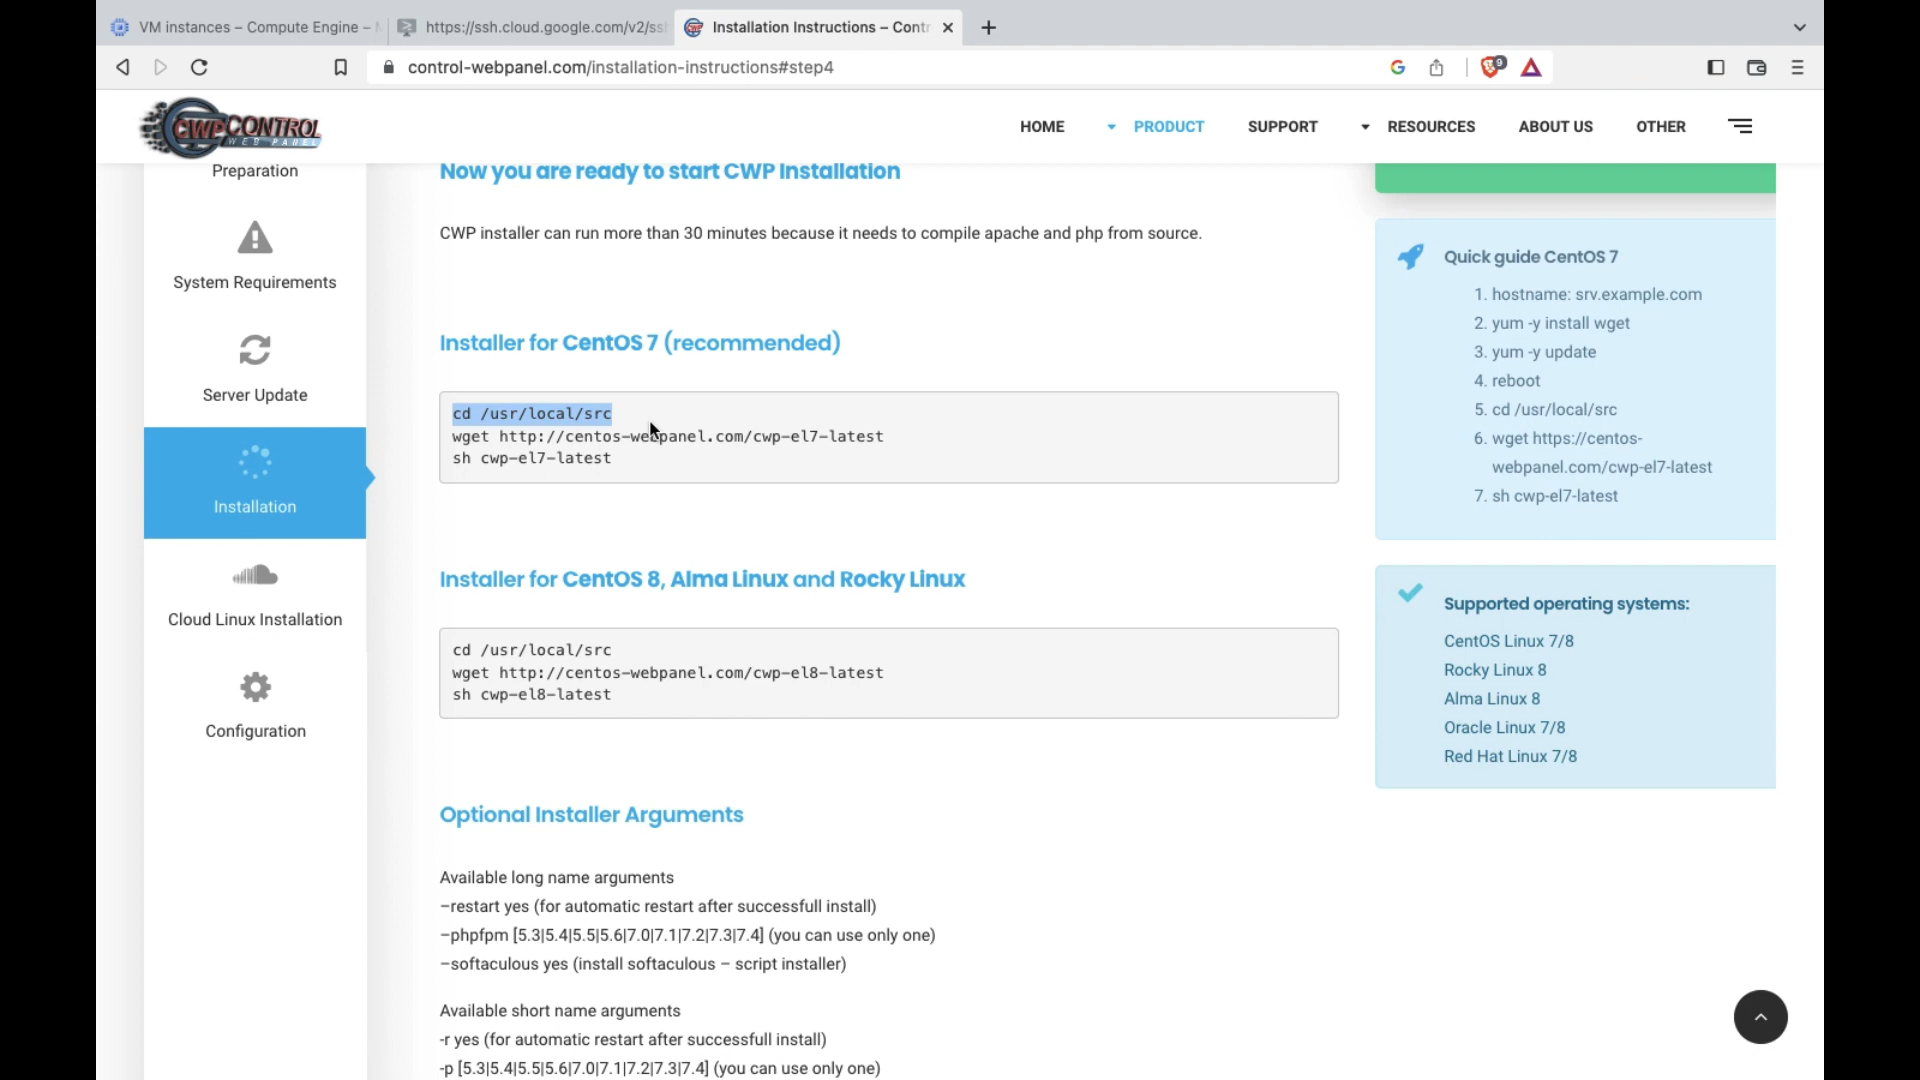 VM instances – Compute Engine –
https://ssh.cloud.google.com/v2/ssh
Installation Instructions – Contr
control-webpanel.com/installation-instructions#step4
9
CWP CONTROL
WEB PANEL
HOME
PRODUCT
SUPPORT
RESOURCES
ABOUT US
OTHER
Preparation
System Requirements
Server Update
Installation
Cloud Linux Installation
Configuration
Now you are ready to start CWP Installation
CWP installer can run more than 30 minutes because it needs to compile apache and php from source.
Installer for CentOS 7 (recommended)
cd /usr/local/src
wget http://centos-webpanel.com/cwp-el7-latest
sh cwp-el7-latest
Installer for CentOS 8, Alma Linux and Rocky Linux
cd /usr/local/src
wget http://centos-webpanel.com/cwp-el8-latest
sh cwp-el8-latest
Optional Installer Arguments
Available long name arguments
–restart yes (for automatic restart after successfull install)
–phpfpm [5.3|5.4|5.5|5.6|7.0|7.1|7.2|7.3|7.4] (you can use only one)
–softaculous yes (install softaculous – script installer)
Available short name arguments
-r yes (for automatic restart after successfull install)
-p [5.3|5.4|5.5|5.6|7.0|7.1|7.2|7.3|7.4] (you can use only one)
Quick guide CentOS 7
1. hostname: srv.example.com
2. yum -y install wget
3. yum -y update
4. reboot
5. cd /usr/local/src
6. wget https://centos-
webpanel.com/cwp-el7-latest
7. sh cwp-el7-latest
Supported operating systems:
CentOS Linux 7/8
Rocky Linux 8
Alma Linux 8
Oracle Linux 7/8
Red Hat Linux 7/8